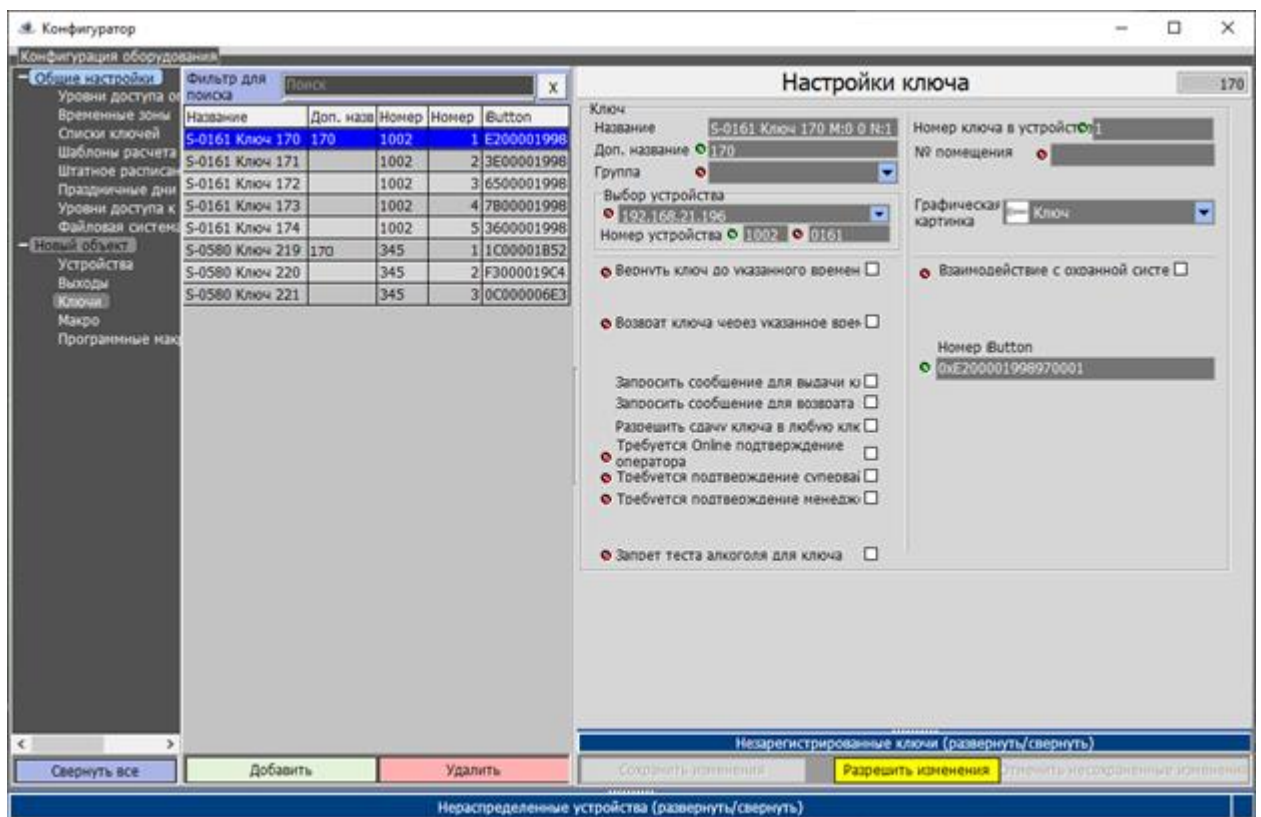 Конфигуратор
Конфигурация оборудования
Общие настройки
Уровни доступа оп
Временные зоны
Списки ключей
Шаблоны расчета
Штатное расписан
Праздничные дни
Уровни доступа к
Файловая система
Новый объект
Устройства
Выходы
Ключи
Макро
Программные мак
Свернуть все
Фильтр для поиска Поиск X
Название Доп. назв Номер Номер iButton
S-0161 Ключ 170 170 1002 1 E200001998
S-0161 Ключ 171 1002 2 3E00001998
S-0161 Ключ 172 1002 3 6500001998
S-0161 Ключ 173 1002 4 7800001998
S-0161 Ключ 174 1002 5 3600001998
S-0580 Ключ 219 170 345 1 1C00001B52
S-0580 Ключ 220 345 2 F3000019C4
S-0580 Ключ 221 345 3 0C000006E3
Добавить Удалить
Настройки ключа 170
Ключ
Название S-0161 Ключ 170 M:0 0 N:1
Доп. название 170
Группа
Выбор устройства
192.168.21.196
Номер устройства 1002 0161
Вернуть ключ до указанного времен
Возврат ключа через указанное врем
Запросить сообщение для выдачи к
Запросить сообщение для возврата
Разрешить сдачу ключа в любую клю
Требуется Online подтверждение
оператора
Требуется подтверждение суперваи
Требуется подтверждение менедж
Запрет теста алкоголя для ключа
Номер ключа в устройств 1
№ помещения
Графическая картинка Ключ
Взаимодействие с охранной систе
Номер iButton
0xE200001998970001
Незарегистрированные ключи (развернуть/свернуть)
Сохранить изменения Разрешить изменения Отменить несохраненные изменения
Нераспределенные устройства (развернуть/свернуть)